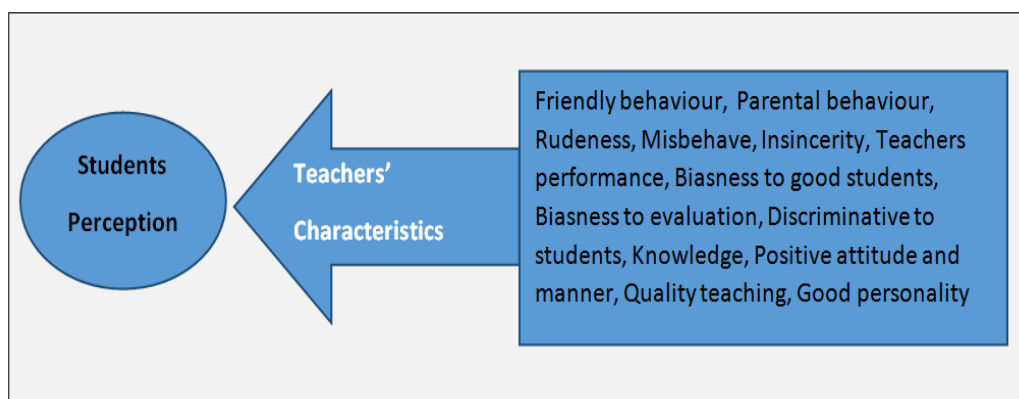 Students
Perception
Teachers’
Characteristics
Friendly behaviour, Parental behaviour,
Rudeness, Misbehave, Insincerity, Teachers
performance, Biasness to good students,
Biasness to evaluation, Discriminative to
students, Knowledge, Positive attitude and
manner, Quality teaching, Good personality